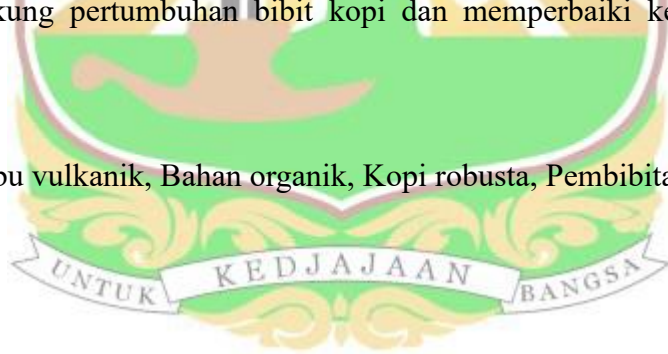 kung pertumbuhan bibit kopi dan memperbaiki ke
bu vulkanik, Bahan organik, Kopi robusta, Pembibita
UNTUK KEDJAJAAN BANGSA